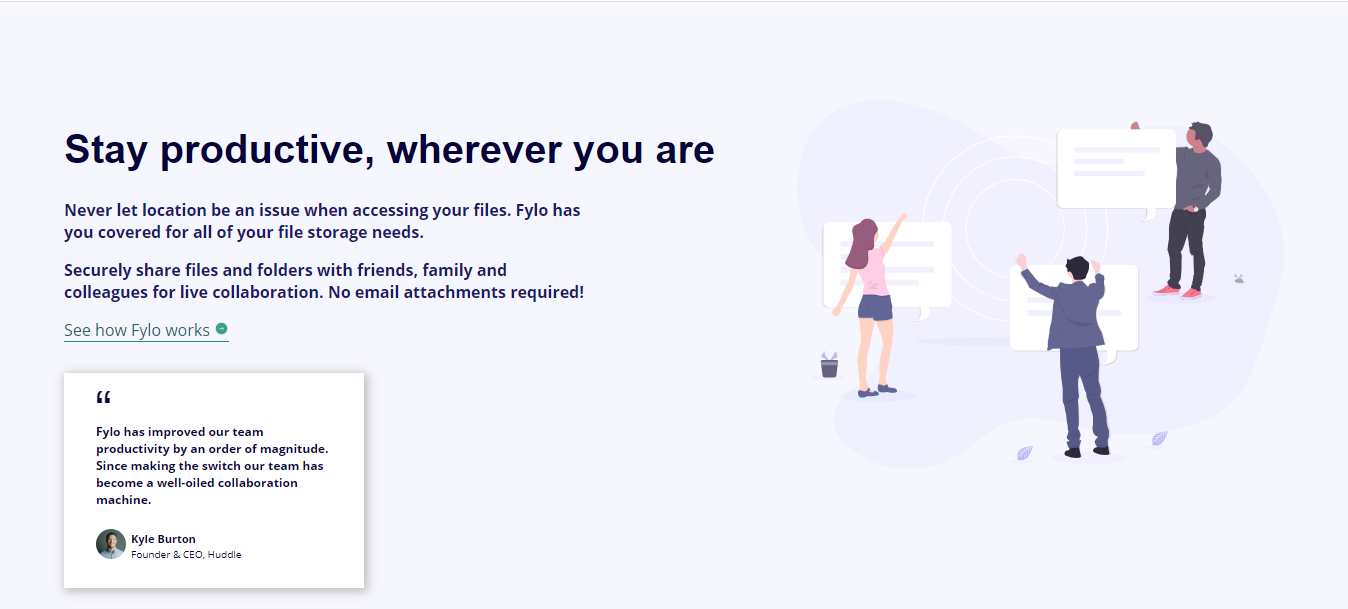 Stay productive, wherever you are
Never let location be an issue when accessing your files. Fylo has
you covered for all of your file storage needs.
Securely share files and folders with friends, family and
colleagues for live collaboration. No email attachments required!
See how Fylo works
“
Fylo has improved our team
productivity by an order of magnitude.
Since making the switch our team has
become a well-oiled collaboration
machine.
Kyle Burton
Founder & CEO, Huddle